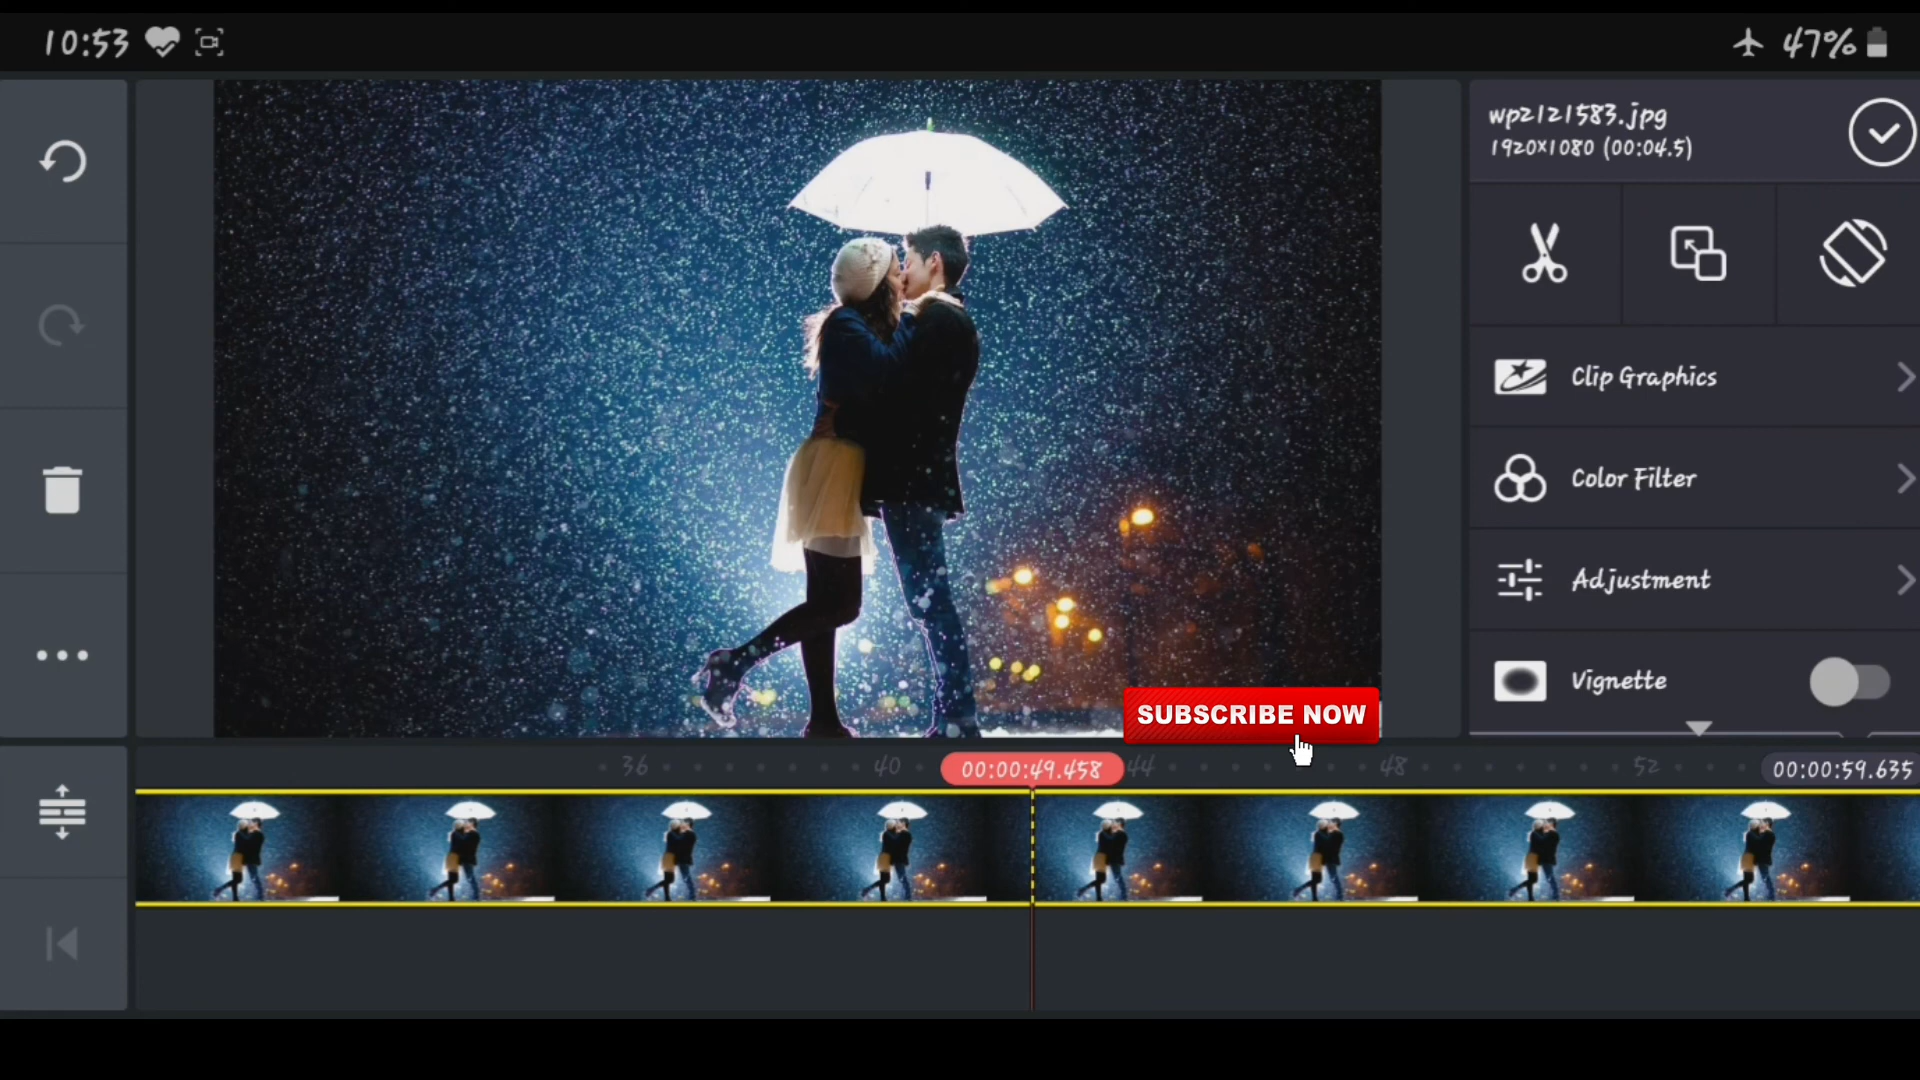 10:53
47%
wp2121583.jpg
1920x1080 (00:04.5)
Clip Graphics
Color Filter
Adjustment
Vignette
SUBSCRIBE NOW
36 40 00:00:49.458 44 48 52 00:00:59.635